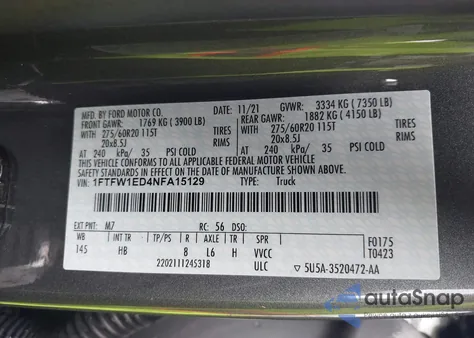 MFD. BY FORD MOTOR CO. DATE: 11/21 GVWR: 3334 KG ( 7350 LB)
FRONT GAWR: 1769 KG ( 3900 LB) REAR GAWR: 1882 KG ( 4150 LB)
WITH WITH
275/60R20 115T TIRES 275/60R20 115T TIRES
20x8.5J RIMS 20x8.5J RIMS
AT 240 kPa/ 35 PSI COLD AT 240 kPa/ 35 PSI COLD
THIS VEHICLE CONFORMS TO ALL APPLICABLE FEDERAL MOTOR VEHICLE
SAFETY STANDARDS IN EFFECT ON THE DATE OF MANUFACTURE SHOWN ABOVE.
VIN: 1FTFW1ED4NFA15129 TYPE: Truck
EXT PNT: M7 RC: 56 DSO:
WB INT TR TP/PS R AXLE TR SPR F0175
145 HB 8 L6 H VVCC T0423
2202111245318 ULC 5U5A-3520472-AA
autoSnap